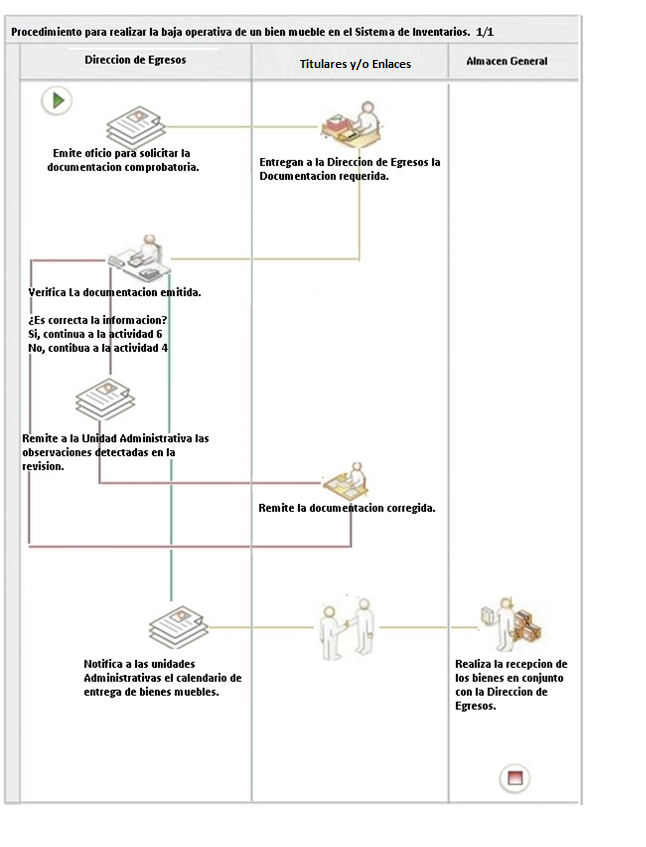 Procedimiento para realizar la baja operativa de un bien mueble en el Sistema de Inventarios. 1/1
Direccion de Egresos
Titulares y/o Enlaces
Almacen General
Emite oficio para solicitar la
documentacion comprobatoria.
Entregan a la Direccion de Egresos la
Documentacion requerida.
Verifica La documentacion emitida.
¿Es correcta la informacion?
Si, continua a la actividad 6
No, contibua a la actividad 4
Remite a la Unidad Administrativa las
observaciones detectadas en la
revision.
Remite la documentacion corregida.
Notifica a las unidades
Administrativas el calendario de
entrega de bienes muebles.
Realiza la recepcion de
los bienes en conjunto
con la Direccion de
Egresos.